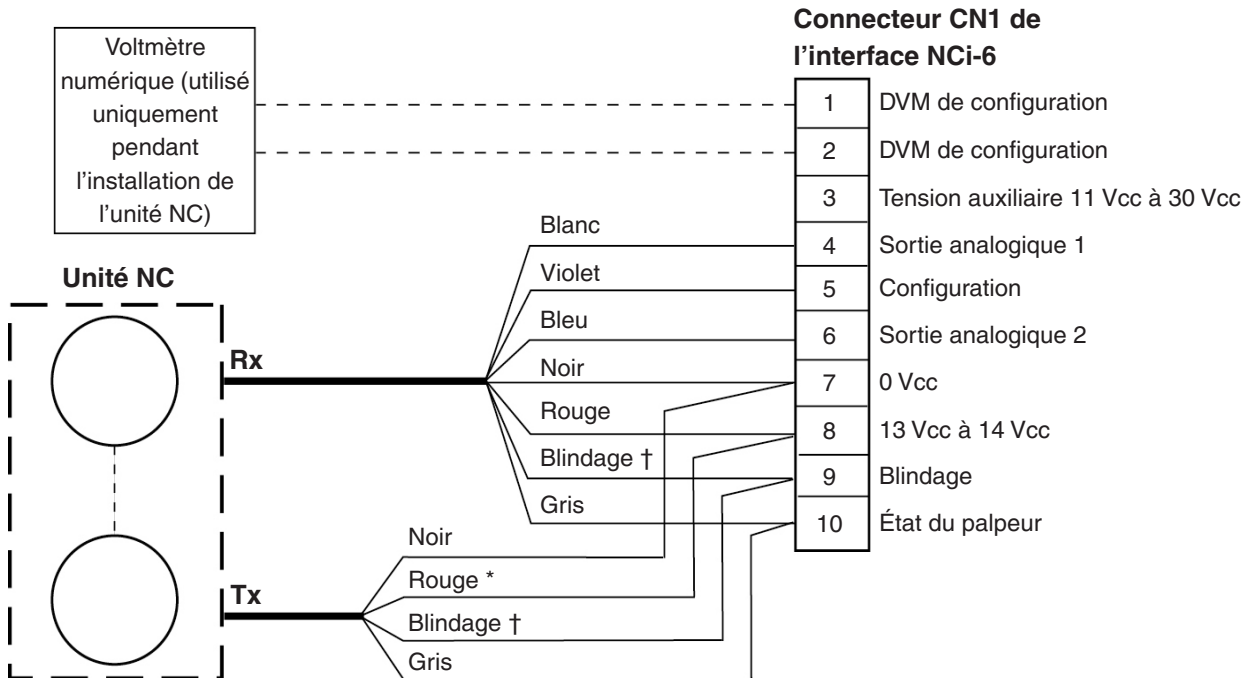 Connecteur CN1 de
l'interface NCi-6
Voltmètre
numérique (utilisé
uniquement
pendant
l'installation de
l'unité NC)
1 DVM de configuration
2 DVM de configuration
3 Tension auxiliaire 11 Vcc à 30 Vcc
Blanc
4 Sortie analogique 1
Unité NC
Violet
5 Configuration
Bleu
6 Sortie analogique 2
Rx
Noir
7 0 Vcc
Rouge
8 13 Vcc à 14 Vcc
Blindage †
9 Blindage
Gris
10 État du palpeur
Noir
Rouge *
Tx
Blindage †
Gris